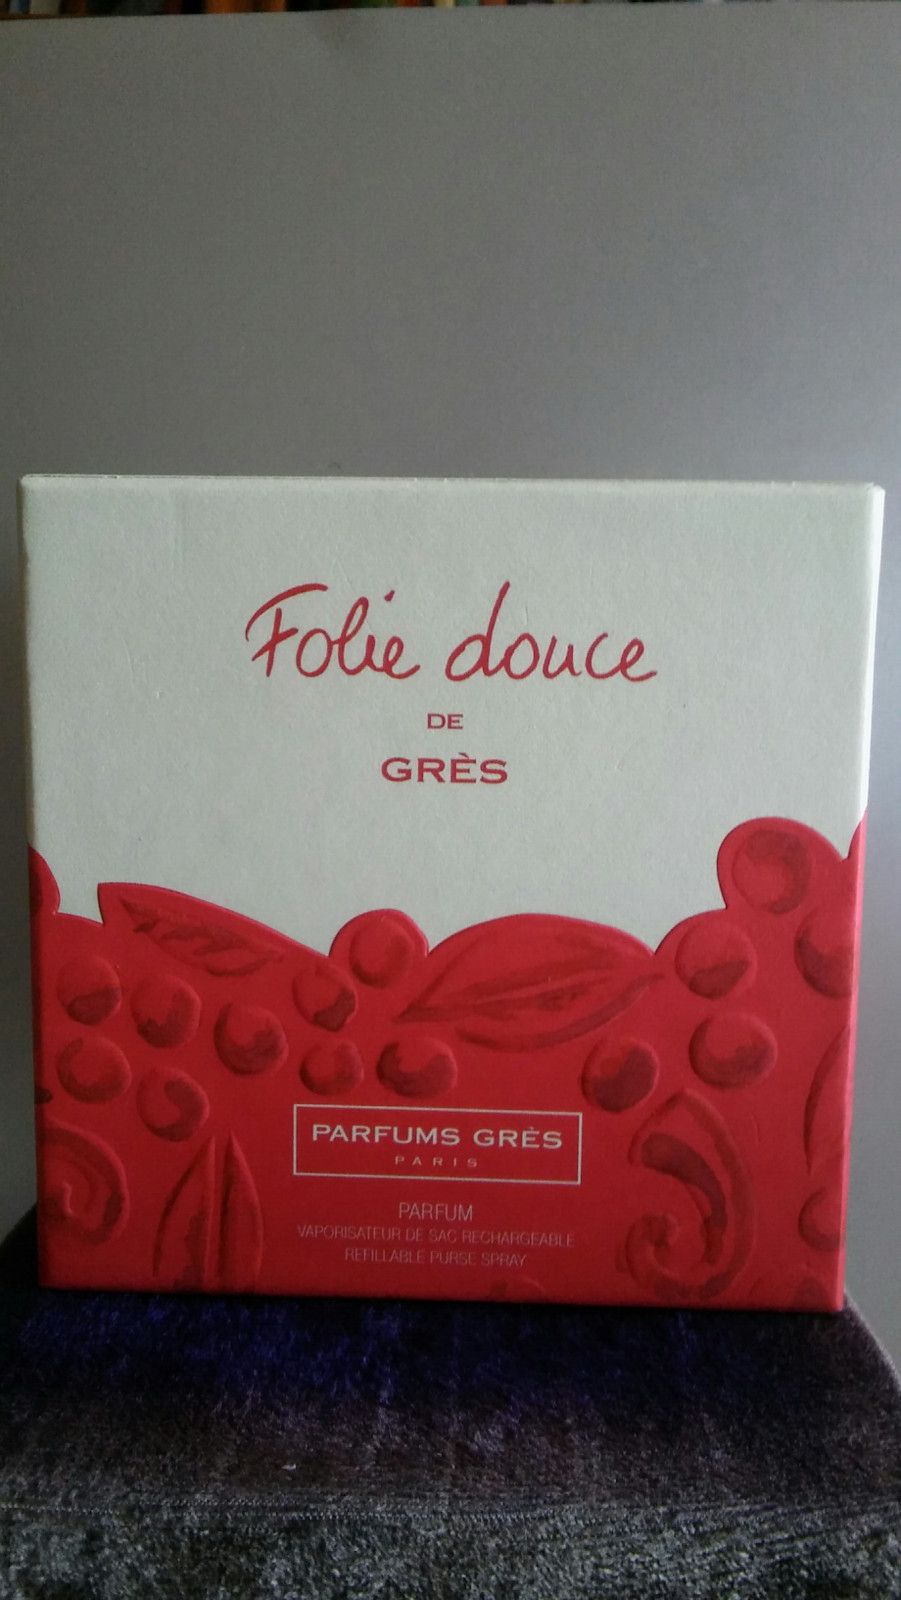 Folie douce
DE
GRÈS
PARFUMS GRÈS
PARIS
PARFUM
VAPORISATEUR DE SAC RECHARGEABLE
REFILLABLE PURSE SPRAY